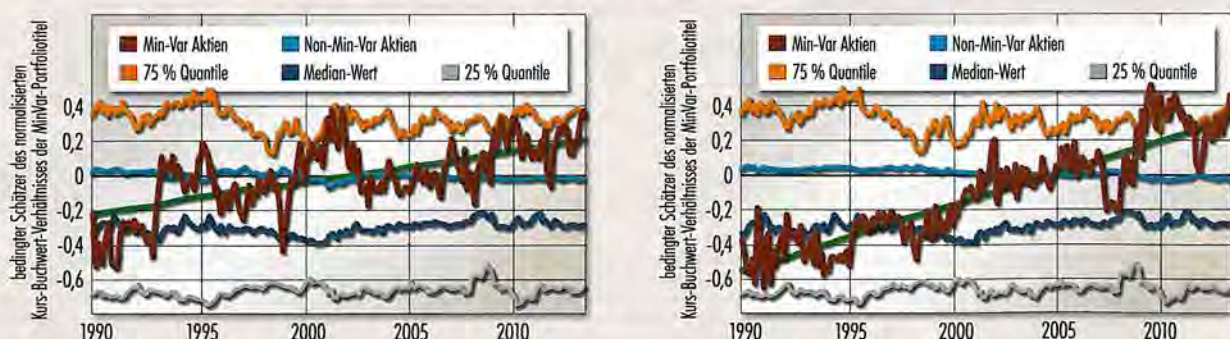 bedingter Schätzer des normalisierten
Kurs-Buchwert-Verhältnisses der MinVar-Portfoliotitel
Min-Var Aktien
Non-Min-Var Aktien
75 % Quantile
Median-Wert
25 % Quantile
0,4
0,2
0
-0,2
-0,4
-0,6
1990
1995
2000
2005
2010
bedingter Schätzer des normalisierten
Kurs-Buchwert-Verhältnisses der MinVar-Portfoliotitel
Min-Var Aktien
Non-Min-Var Aktien
75 % Quantile
Median-Wert
25 % Quantile
0,4
0,2
0
-0,2
-0,4
-0,6
1990
1995
2000
2005
2010